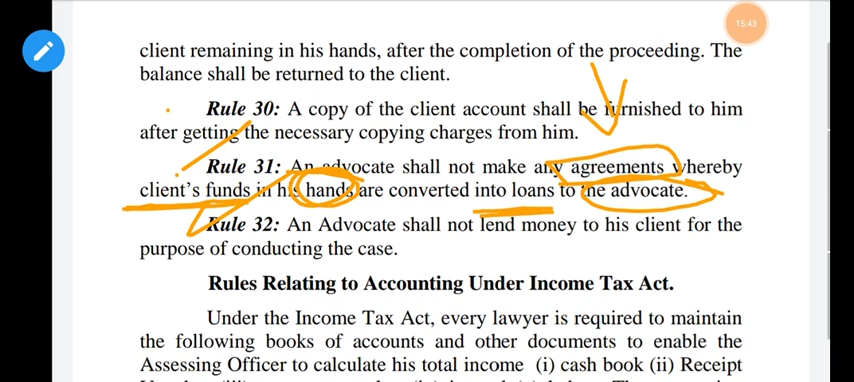 15:43
client remaining in his hands, after the completion of the proceeding. The
balance shall be returned to the client.
Rule 30: A copy of the client account shall be furnished to him
after getting the necessary copying charges from him.
Rule 31: An advocate shall not make any agreements whereby
client's funds in his hands are converted into loans to the advocate.
Rule 32: An Advocate shall not lend money to his client for the
purpose of conducting the case.
Rules Relating to Accounting Under Income Tax Act.
Under the Income Tax Act, every lawyer is required to maintain
the following books of accounts and other documents to enable the
Assessing Officer to calculate his total income (i) cash book (ii) Receipt